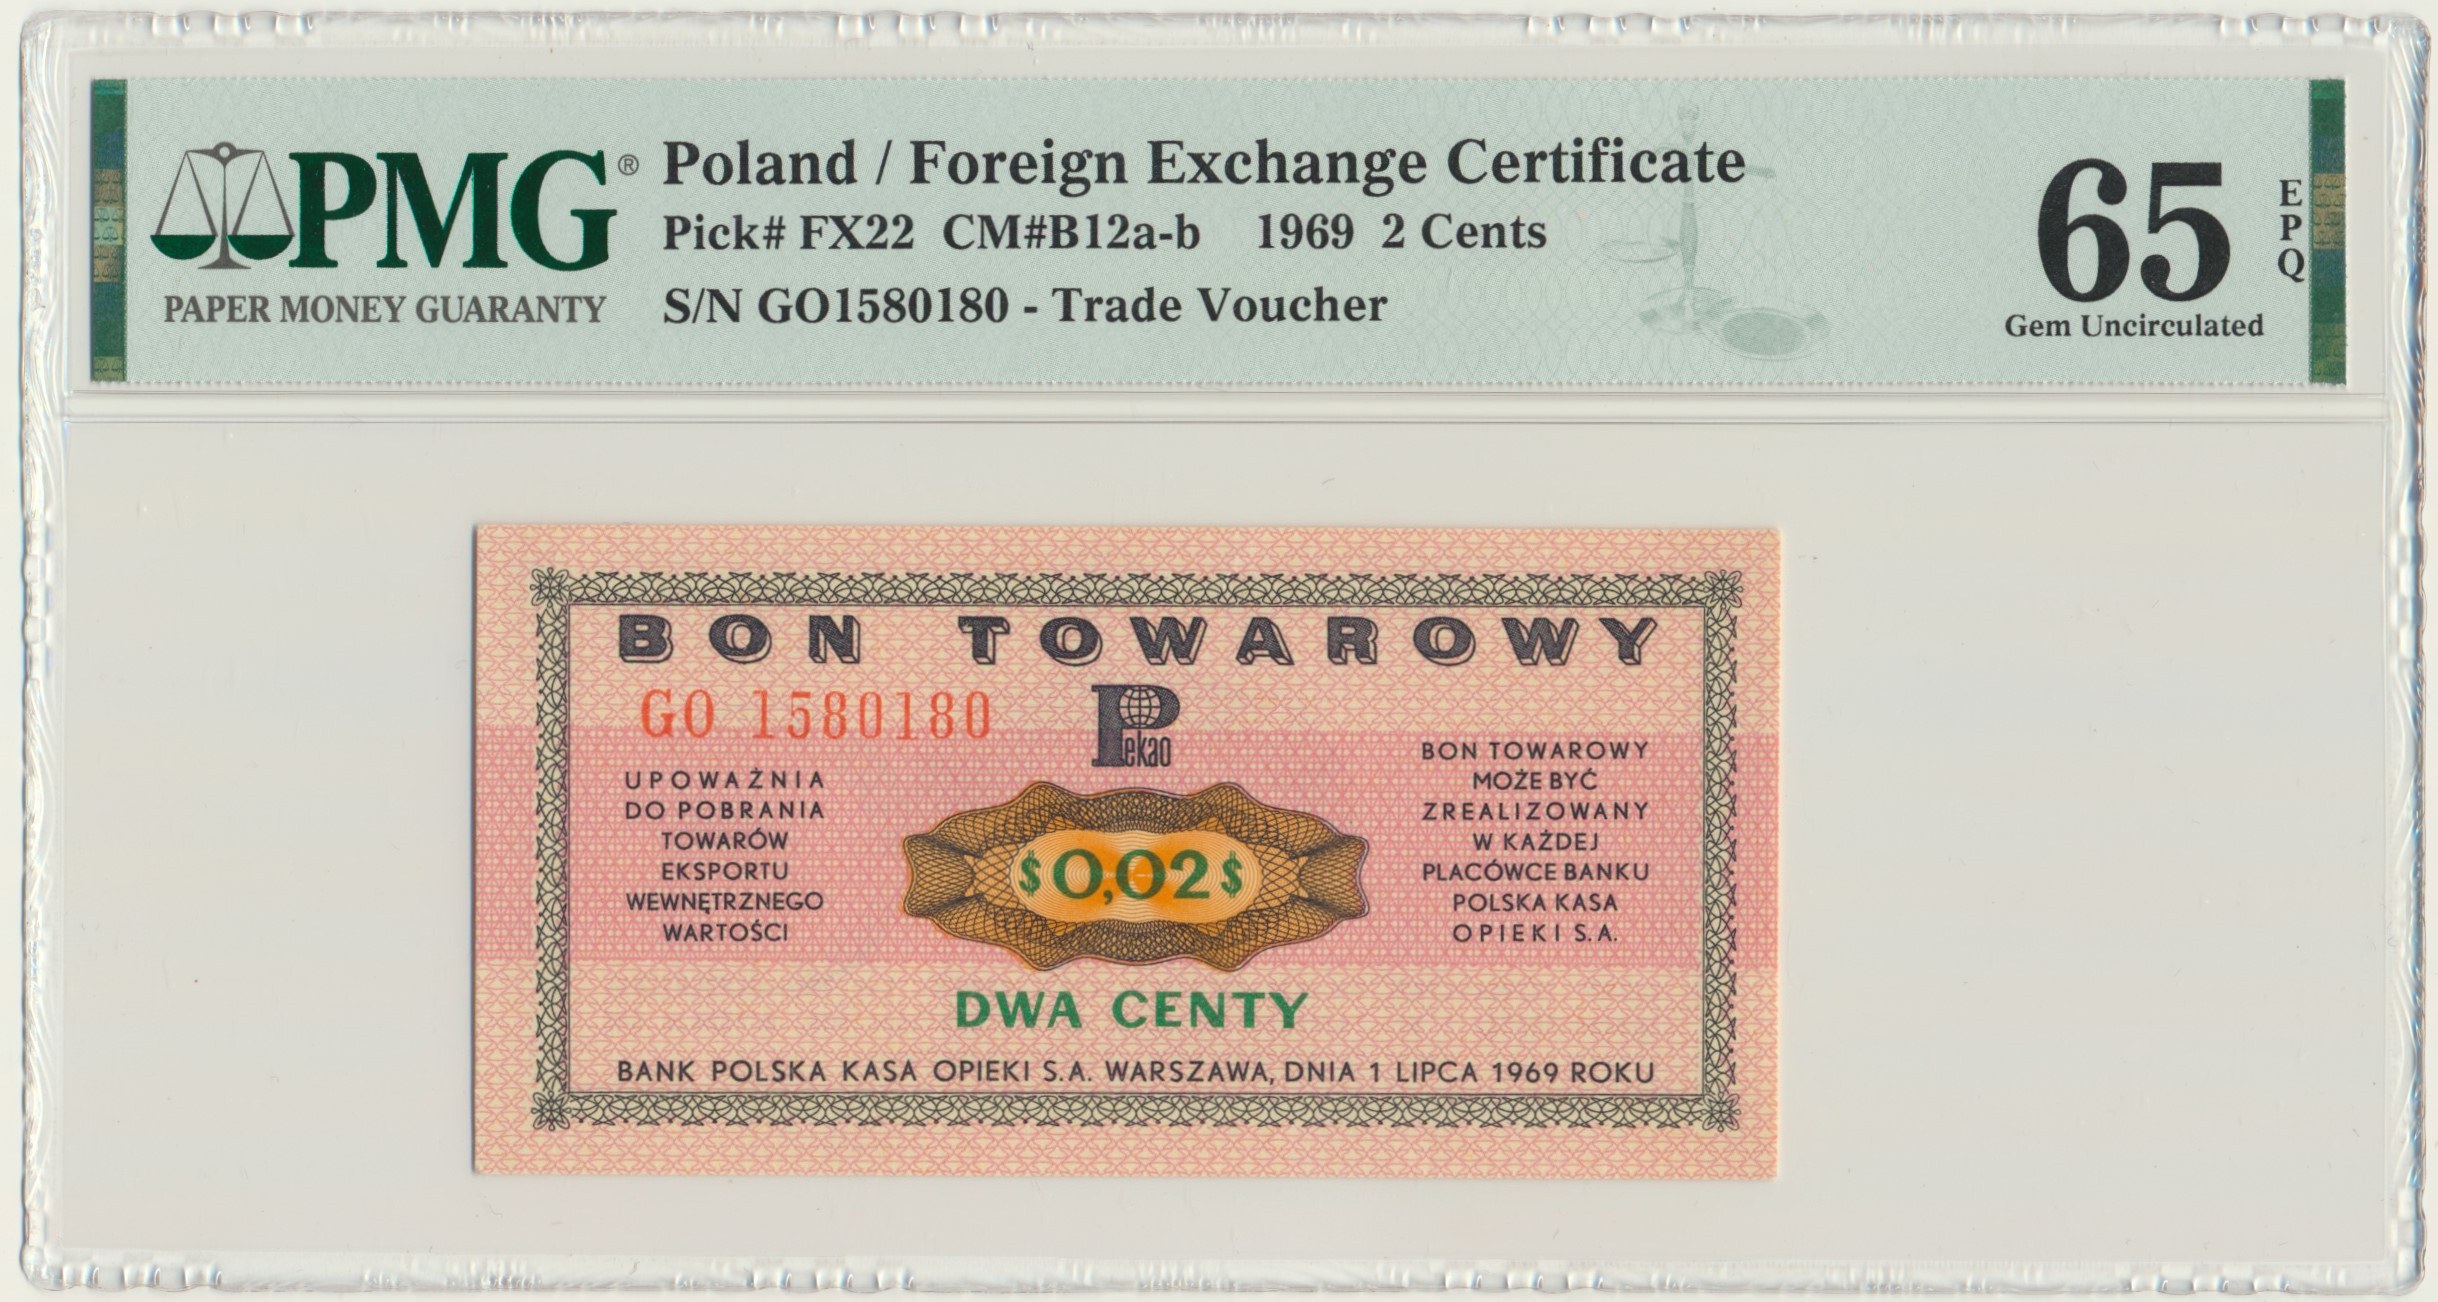 PMG®
PAPER MONEY GUARANTY
Poland / Foreign Exchange Certificate
Pick# FX22 CM#B12a-b 1969 2 Cents
S/N GO1580180 - Trade Voucher
65
EPQ
Gem Uncirculated
BON TOWAROWY
GO 1580180
Pekao
UPOWAŻNIA
DO POBRANIA
TOWARÓW
EKSPORTU
WEWNĘTRZNEGO
WARTOŚCI
$0,02$
BON TOWAROWY
MOŻE BYĆ
ZREALIZOWANY
W KAŻDEJ
PLACÓWCE BANKU
POLSKA KASA
OPIEKI S.A.
DWA CENTY
BANK POLSKA KASA OPIEKI S.A. WARSZAWA, DNIA 1 LIPCA 1969 ROKU